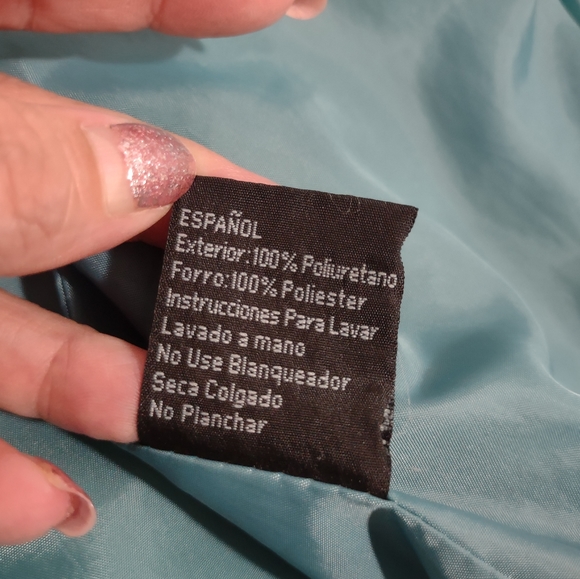 ESPAÑOL
Exterior:100% Poliuretano
Forro:100% Poliester
Instrucciones Para Lavar
Lavado a mano
No Use Blanqueador
Seca Colgado
No Planchar